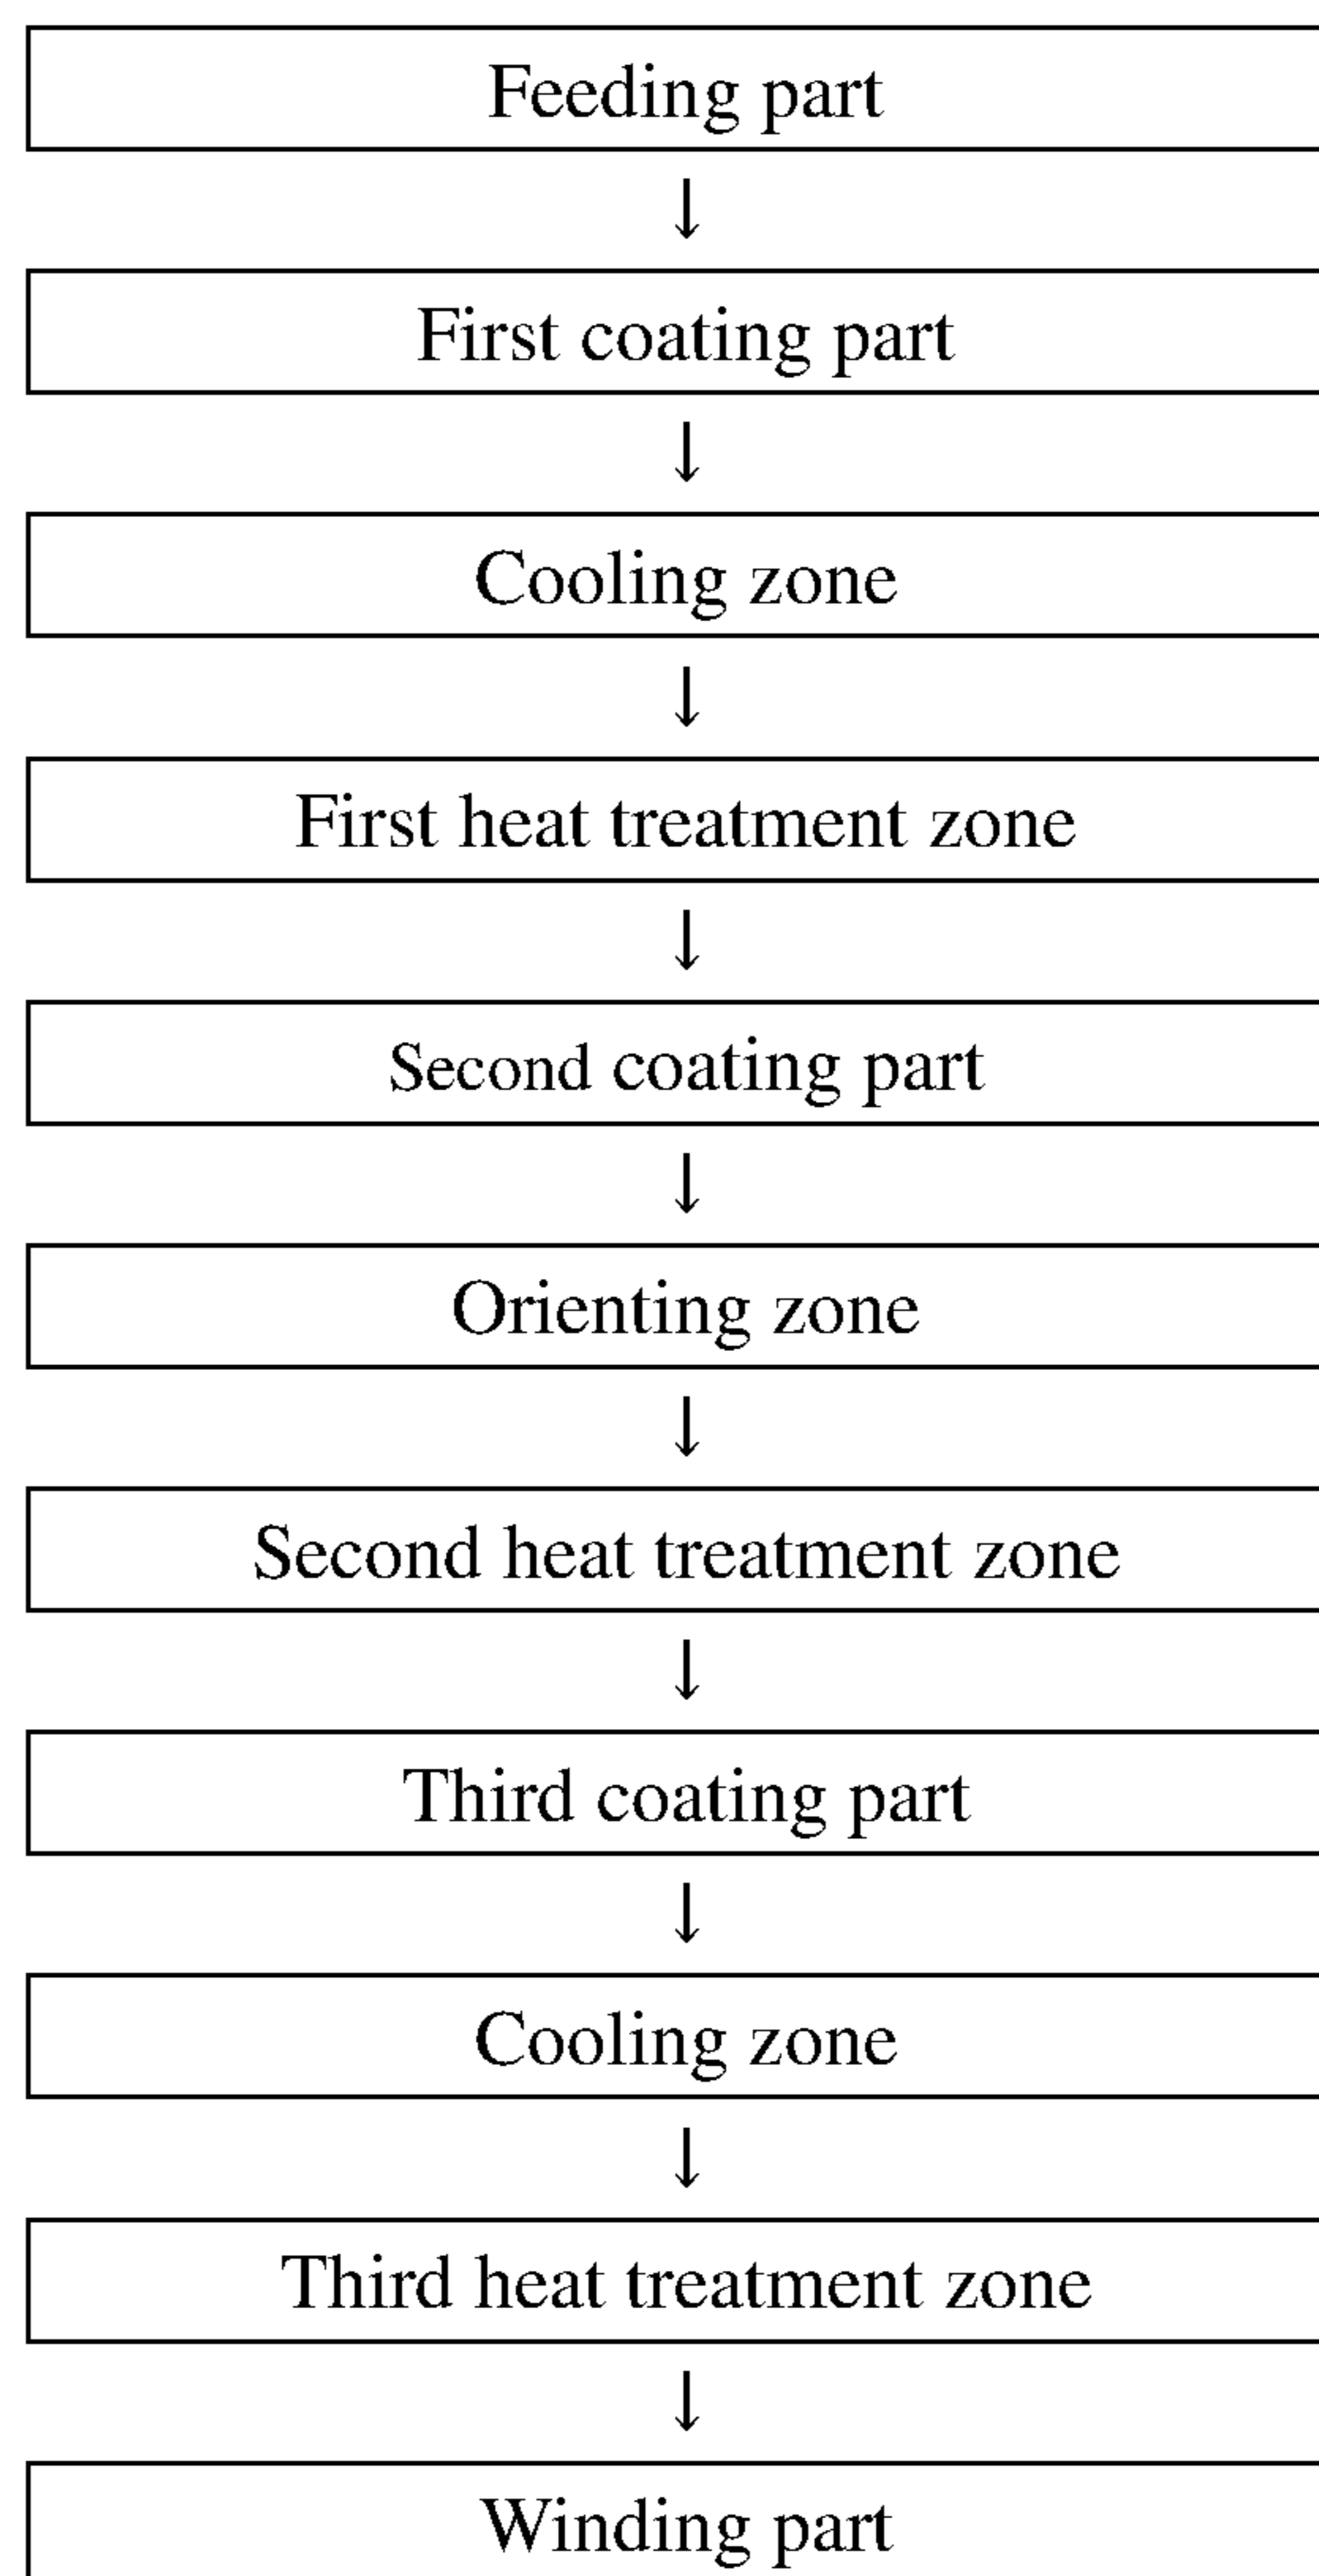 Feeding part
↓
First coating part
↓
Cooling zone
↓
First heat treatment zone
↓
Second coating part
↓
Orienting zone
↓
Second heat treatment zone
↓
Third coating part
↓
Cooling zone
↓
Third heat treatment zone
↓
Winding part